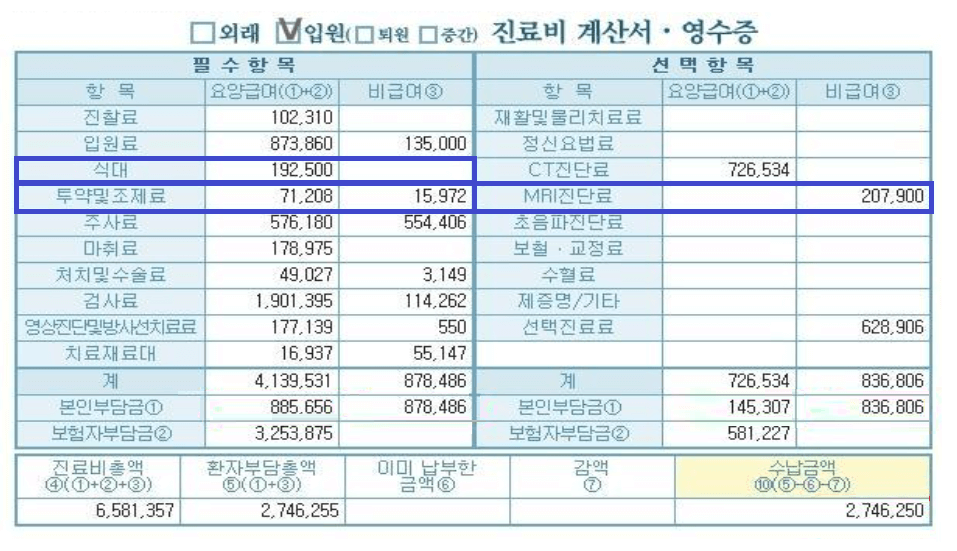 외래 V 입원(퇴원 중간) 진료비 계산서·영수증
필수항목 선택항목
항목 요양급여(①+②) 비급여③ 항목 요양급여(①+②) 비급여③
진찰료 102,310 재활및물리치료료
입원료 873,860 135,000 정신요법료
식대 192,500 CT진단료 726,534
투약및조제료 71,208 15,972 MRI진단료 207,900
주사료 576,180 554,406 초음파진단료
마취료 178,975 보철·교정료
처치및수술료 49,027 3,149 수혈료
검사료 1,901,395 114,262 제증명/기타
영상진단및방사선치료료 177,139 550 선택진료료 628,906
치료재료대 16,937 55,147
계 4,139,531 878,486 계 726,534 836,806
본인부담금① 885.656 878,486 본인부담금① 145,307 836,806
보험자부담금② 3,253,875 보험자부담금② 581,227
진료비총액 환자부담총액 이미 납부한 감액 수납금액
④(①+②+③) ⑤(①+③) 금액⑥ ⑦ ⑩(⑤-⑥-⑦)
6,581,357 2,746,255 2,746,250